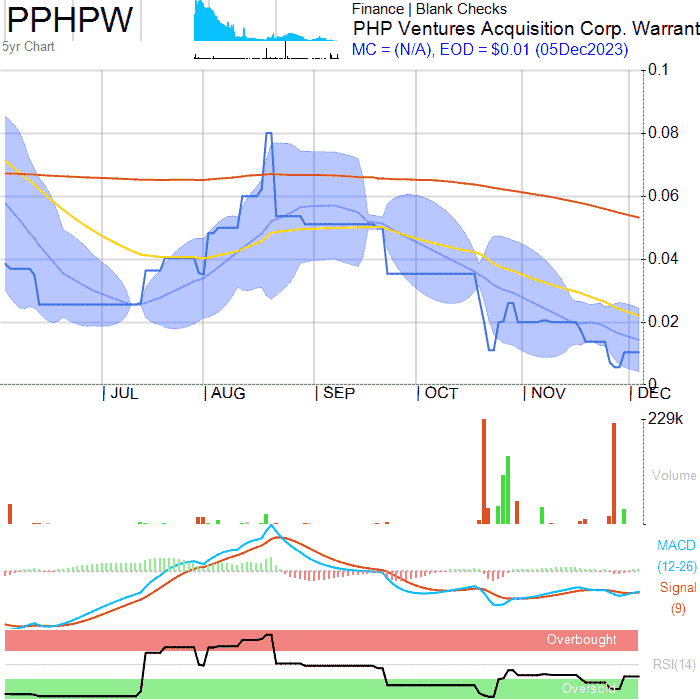 PPHPW
5yr Chart
Finance | Blank Checks
PHP Ventures Acquisition Corp. Warrant
MC = (N/A), EOD = $0.01 (05Dec2023)
0.1
0.08
0.06
0.04
0.02
0
| JUL | AUG | SEP | OCT | NOV | DEC
229k
Volume
MACD
(12-26)
Signal
(9)
Overbought
RSI(14)
Oversold